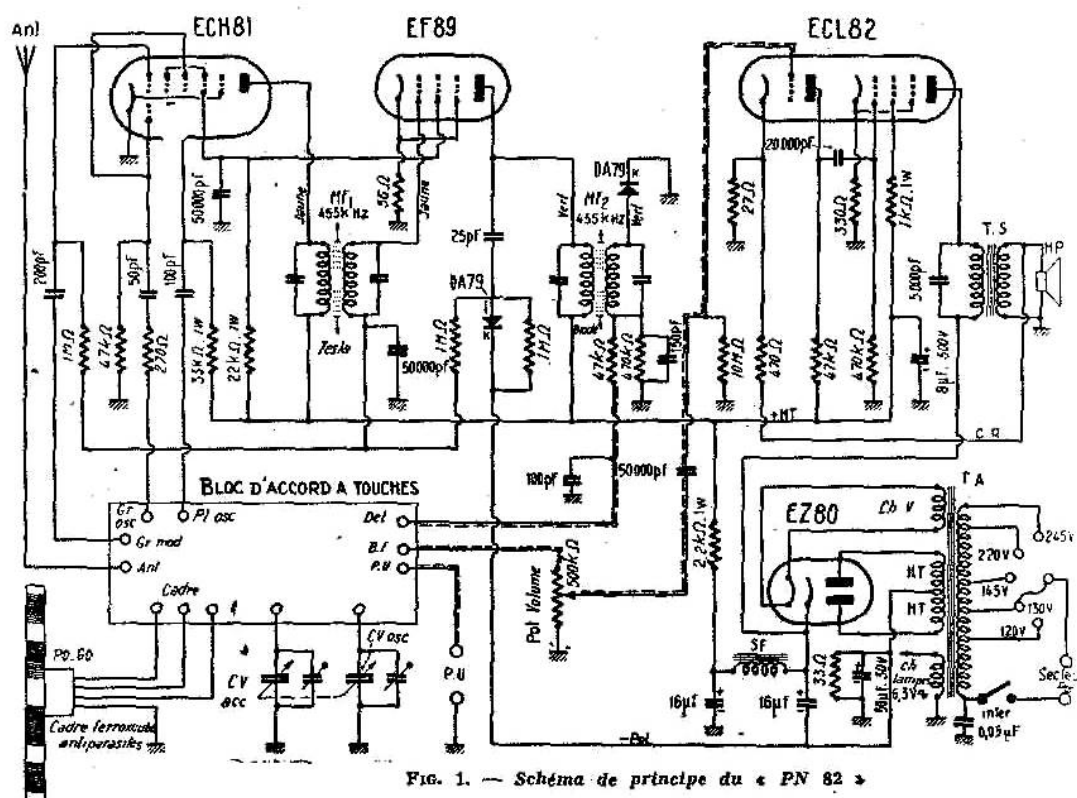 Ant
ECH81
EF89
ECL82
50000pf
Jaune
MF1
455kHz
56Ω
Jaune
25pF
DA79
Vert
MF2
455kHz
Vert
DA79
27Ω
20.000pF
330Ω
1kΩ.1w
T.S
HP
5.000pF
200pf
1MΩ
47kΩ
50pf
270Ω
100pf
33kΩ.1w
22kΩ.1w
Tesla
50000pf
1MΩ
DA79
1MΩ
47kΩ
470kΩ
150pF
10MΩ
470Ω
47kΩ
470kΩ
8µf.500V
+HT
C.R
100pf
50000pf
BLOC D'ACCORD A TOUCHES
Gr osc
Pl osc
Gr mod
Ant
Det
B.f
P.U
Cadre
2.2kΩ.1w
Pot Volume
500kΩ
EZ80
Ch V
T A
HT
HT
245V
220V
145V
130V
120V
Ch lampes
6,3V
Secteur
inter
0,05µF
PO_GO
CV acc
CV osc
P.U
SF
16µf
16µf
33Ω
50µf.30V
Cadre ferroxcube
antiparasites
-Pol
FIG. 1. — Schéma de principe du « PN 82 »